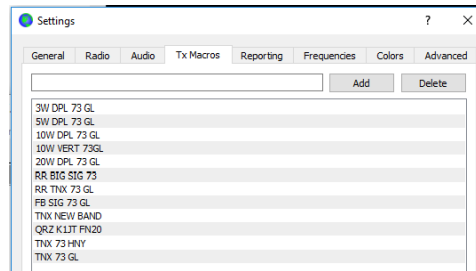 Settings ? ×
General Radio Audio Tx Macros Reporting Frequencies Colors Advanced
Add Delete
3W DPL 73 GL
5W DPL 73 GL
10W DPL 73 GL
10W VERT 73GL
20W DPL 73 GL
RR BIG SIG 73
RR TNX 73 GL
FB SIG 73 GL
TNX NEW BAND
QRZ K1JT FN20
TNX 73 HNY
TNX 73 GL